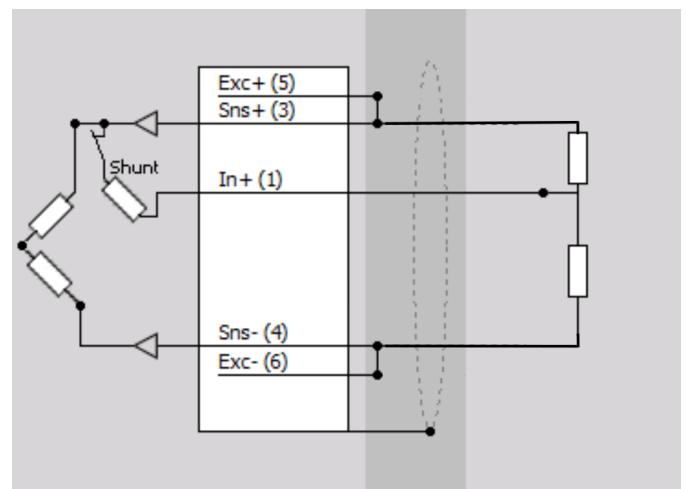 Exc+ (5)
Sns+ (3)
Shunt
In+ (1)
Sns- (4)
Exc- (6)